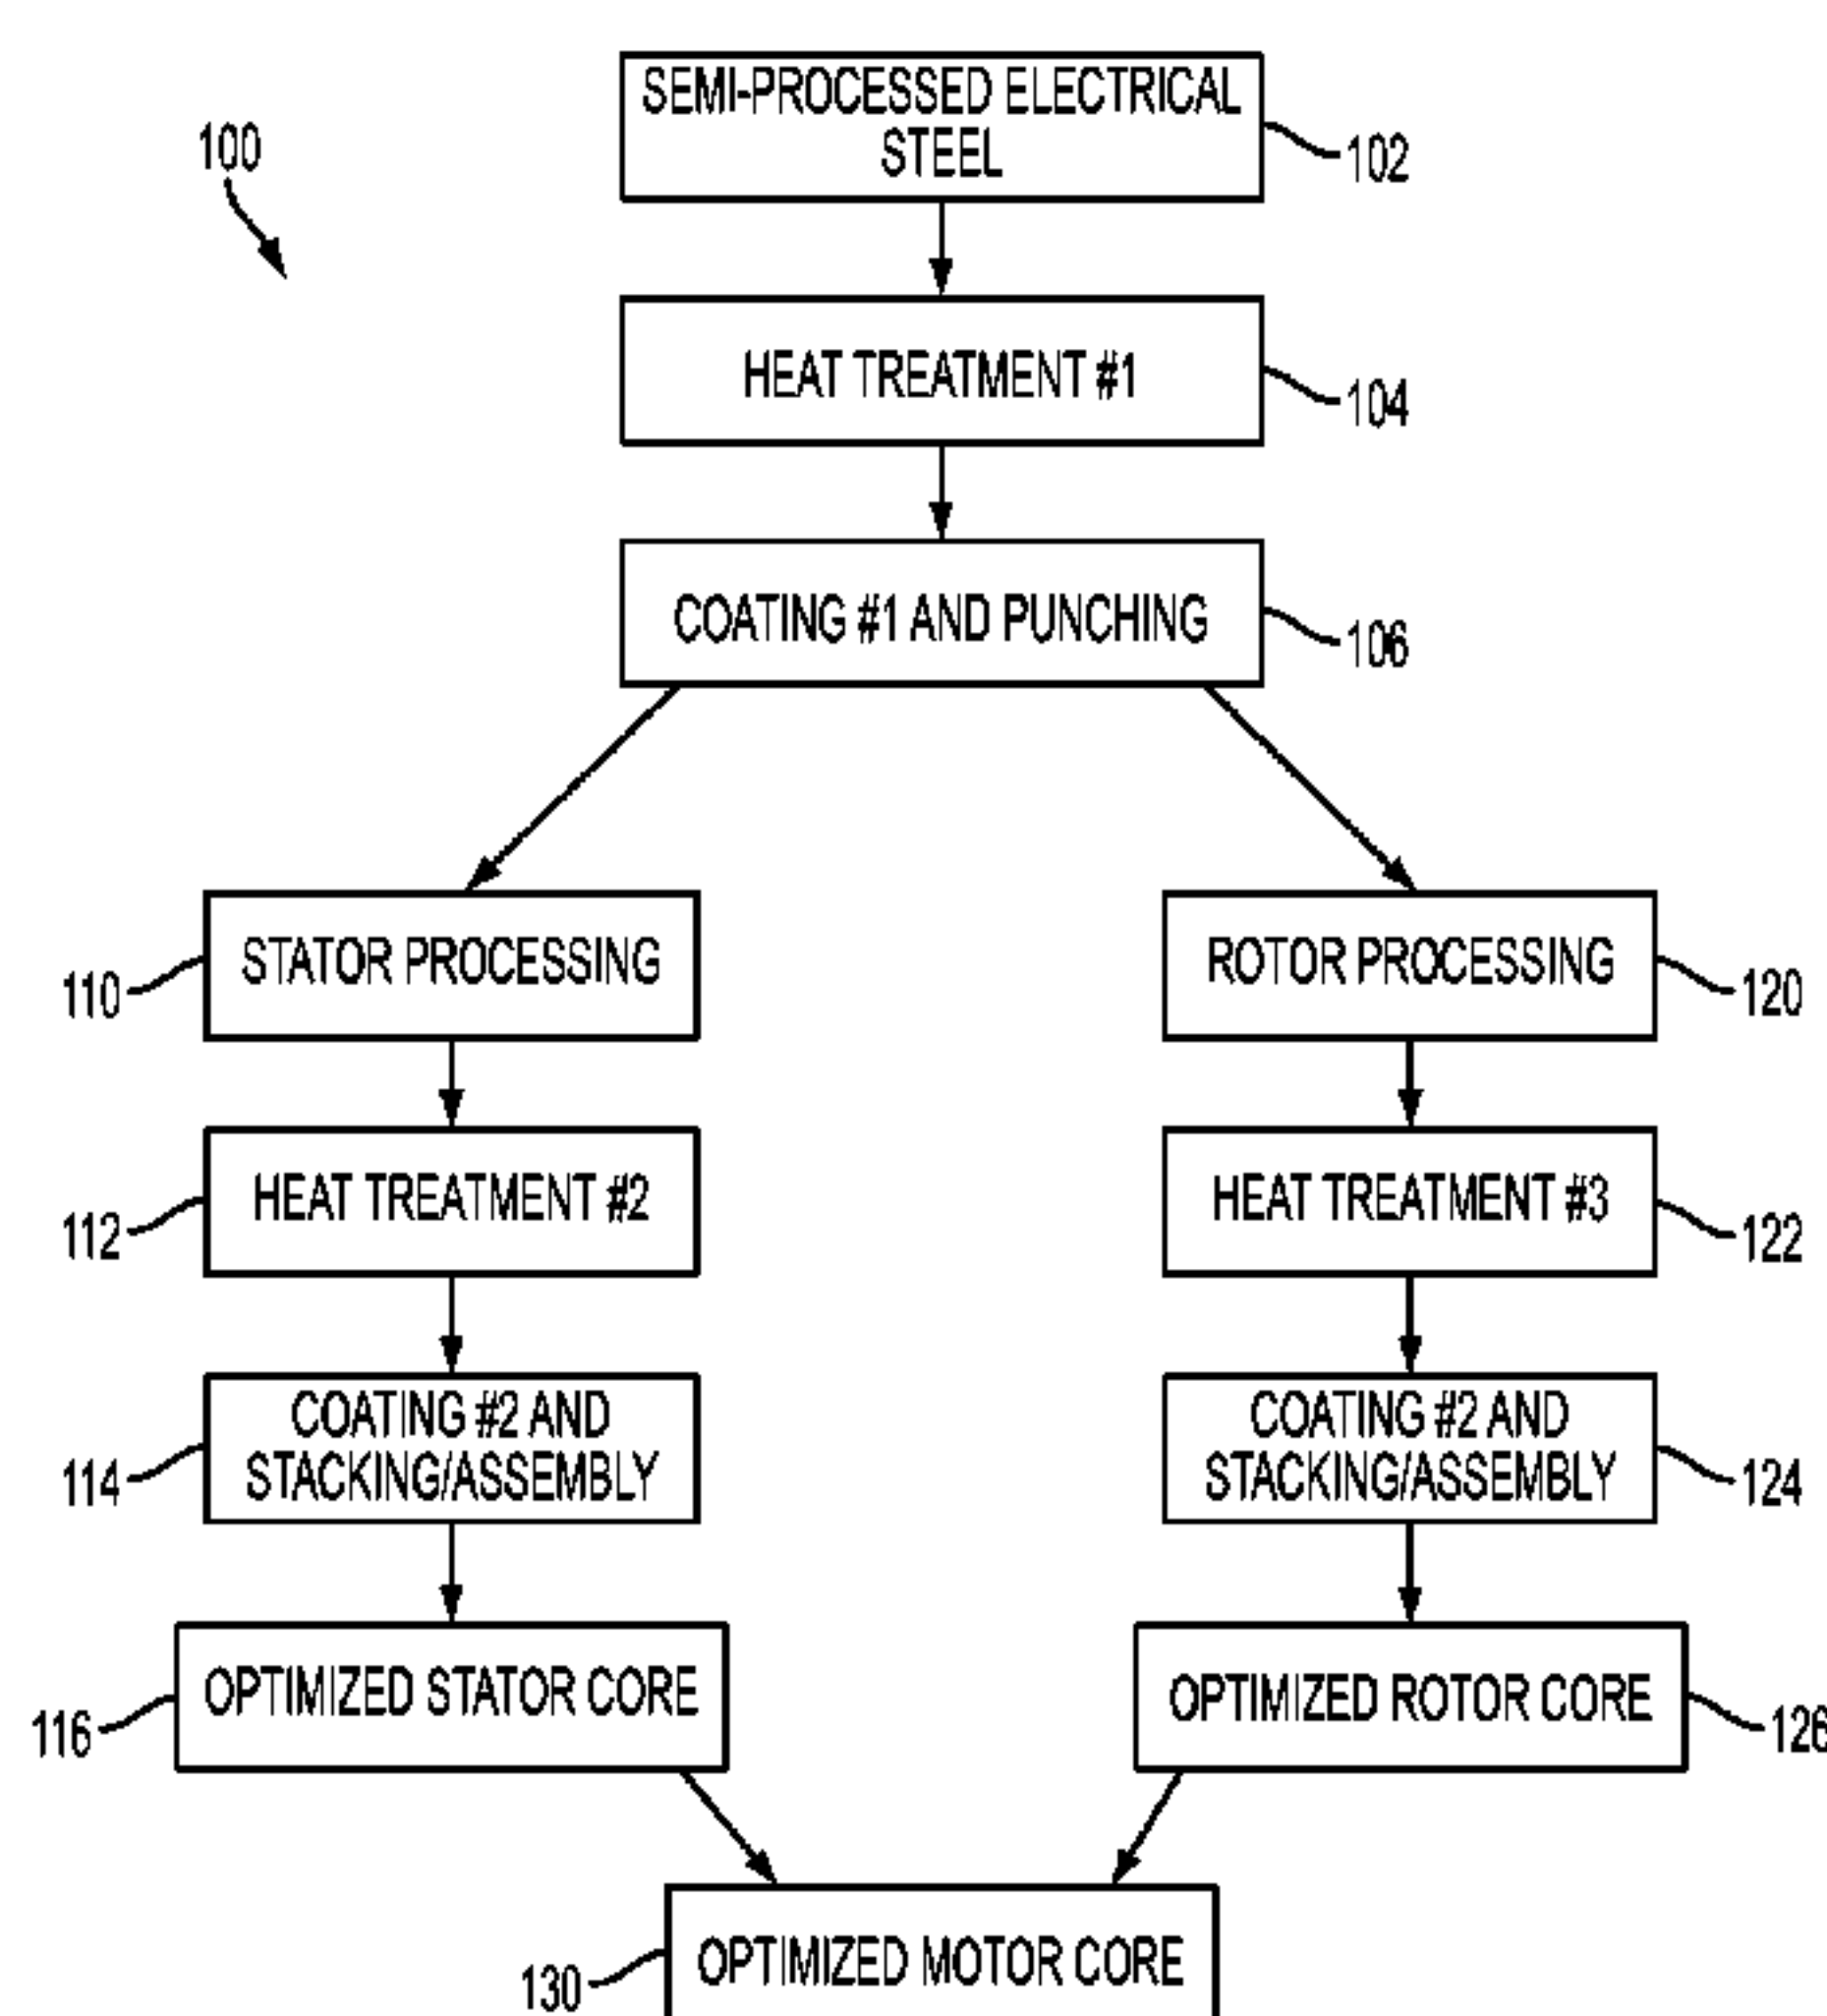 100
SEMI-PROCESSED ELECTRICAL
STEEL
102
HEAT TREATMENT #1
104
COATING #1 AND PUNCHING
106
STATOR PROCESSING
110
ROTOR PROCESSING
120
HEAT TREATMENT #2
112
HEAT TREATMENT #3
122
COATING #2 AND
STACKING/ASSEMBLY
114
COATING #2 AND
STACKING/ASSEMBLY
124
OPTIMIZED STATOR CORE
116
OPTIMIZED ROTOR CORE
126
OPTIMIZED MOTOR CORE
130